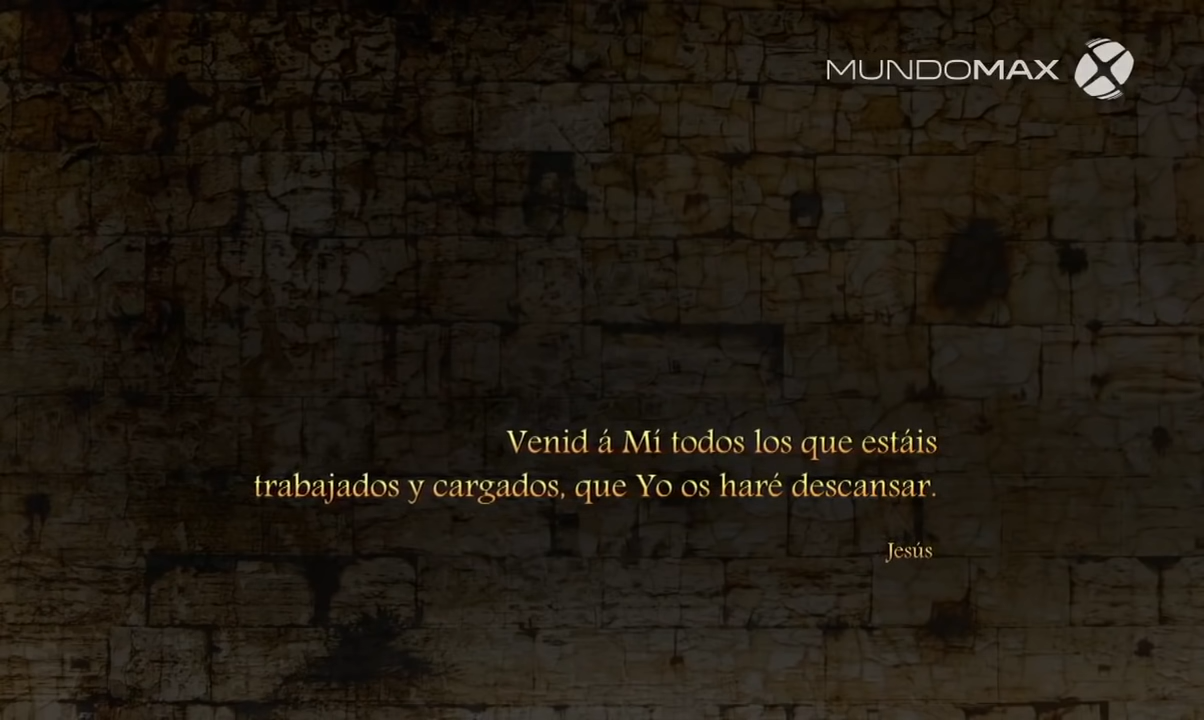 MUNDOMAX
Venid á Mí todos los que estáis
trabajados y cargados, que Yo os haré descansar.
Jesús